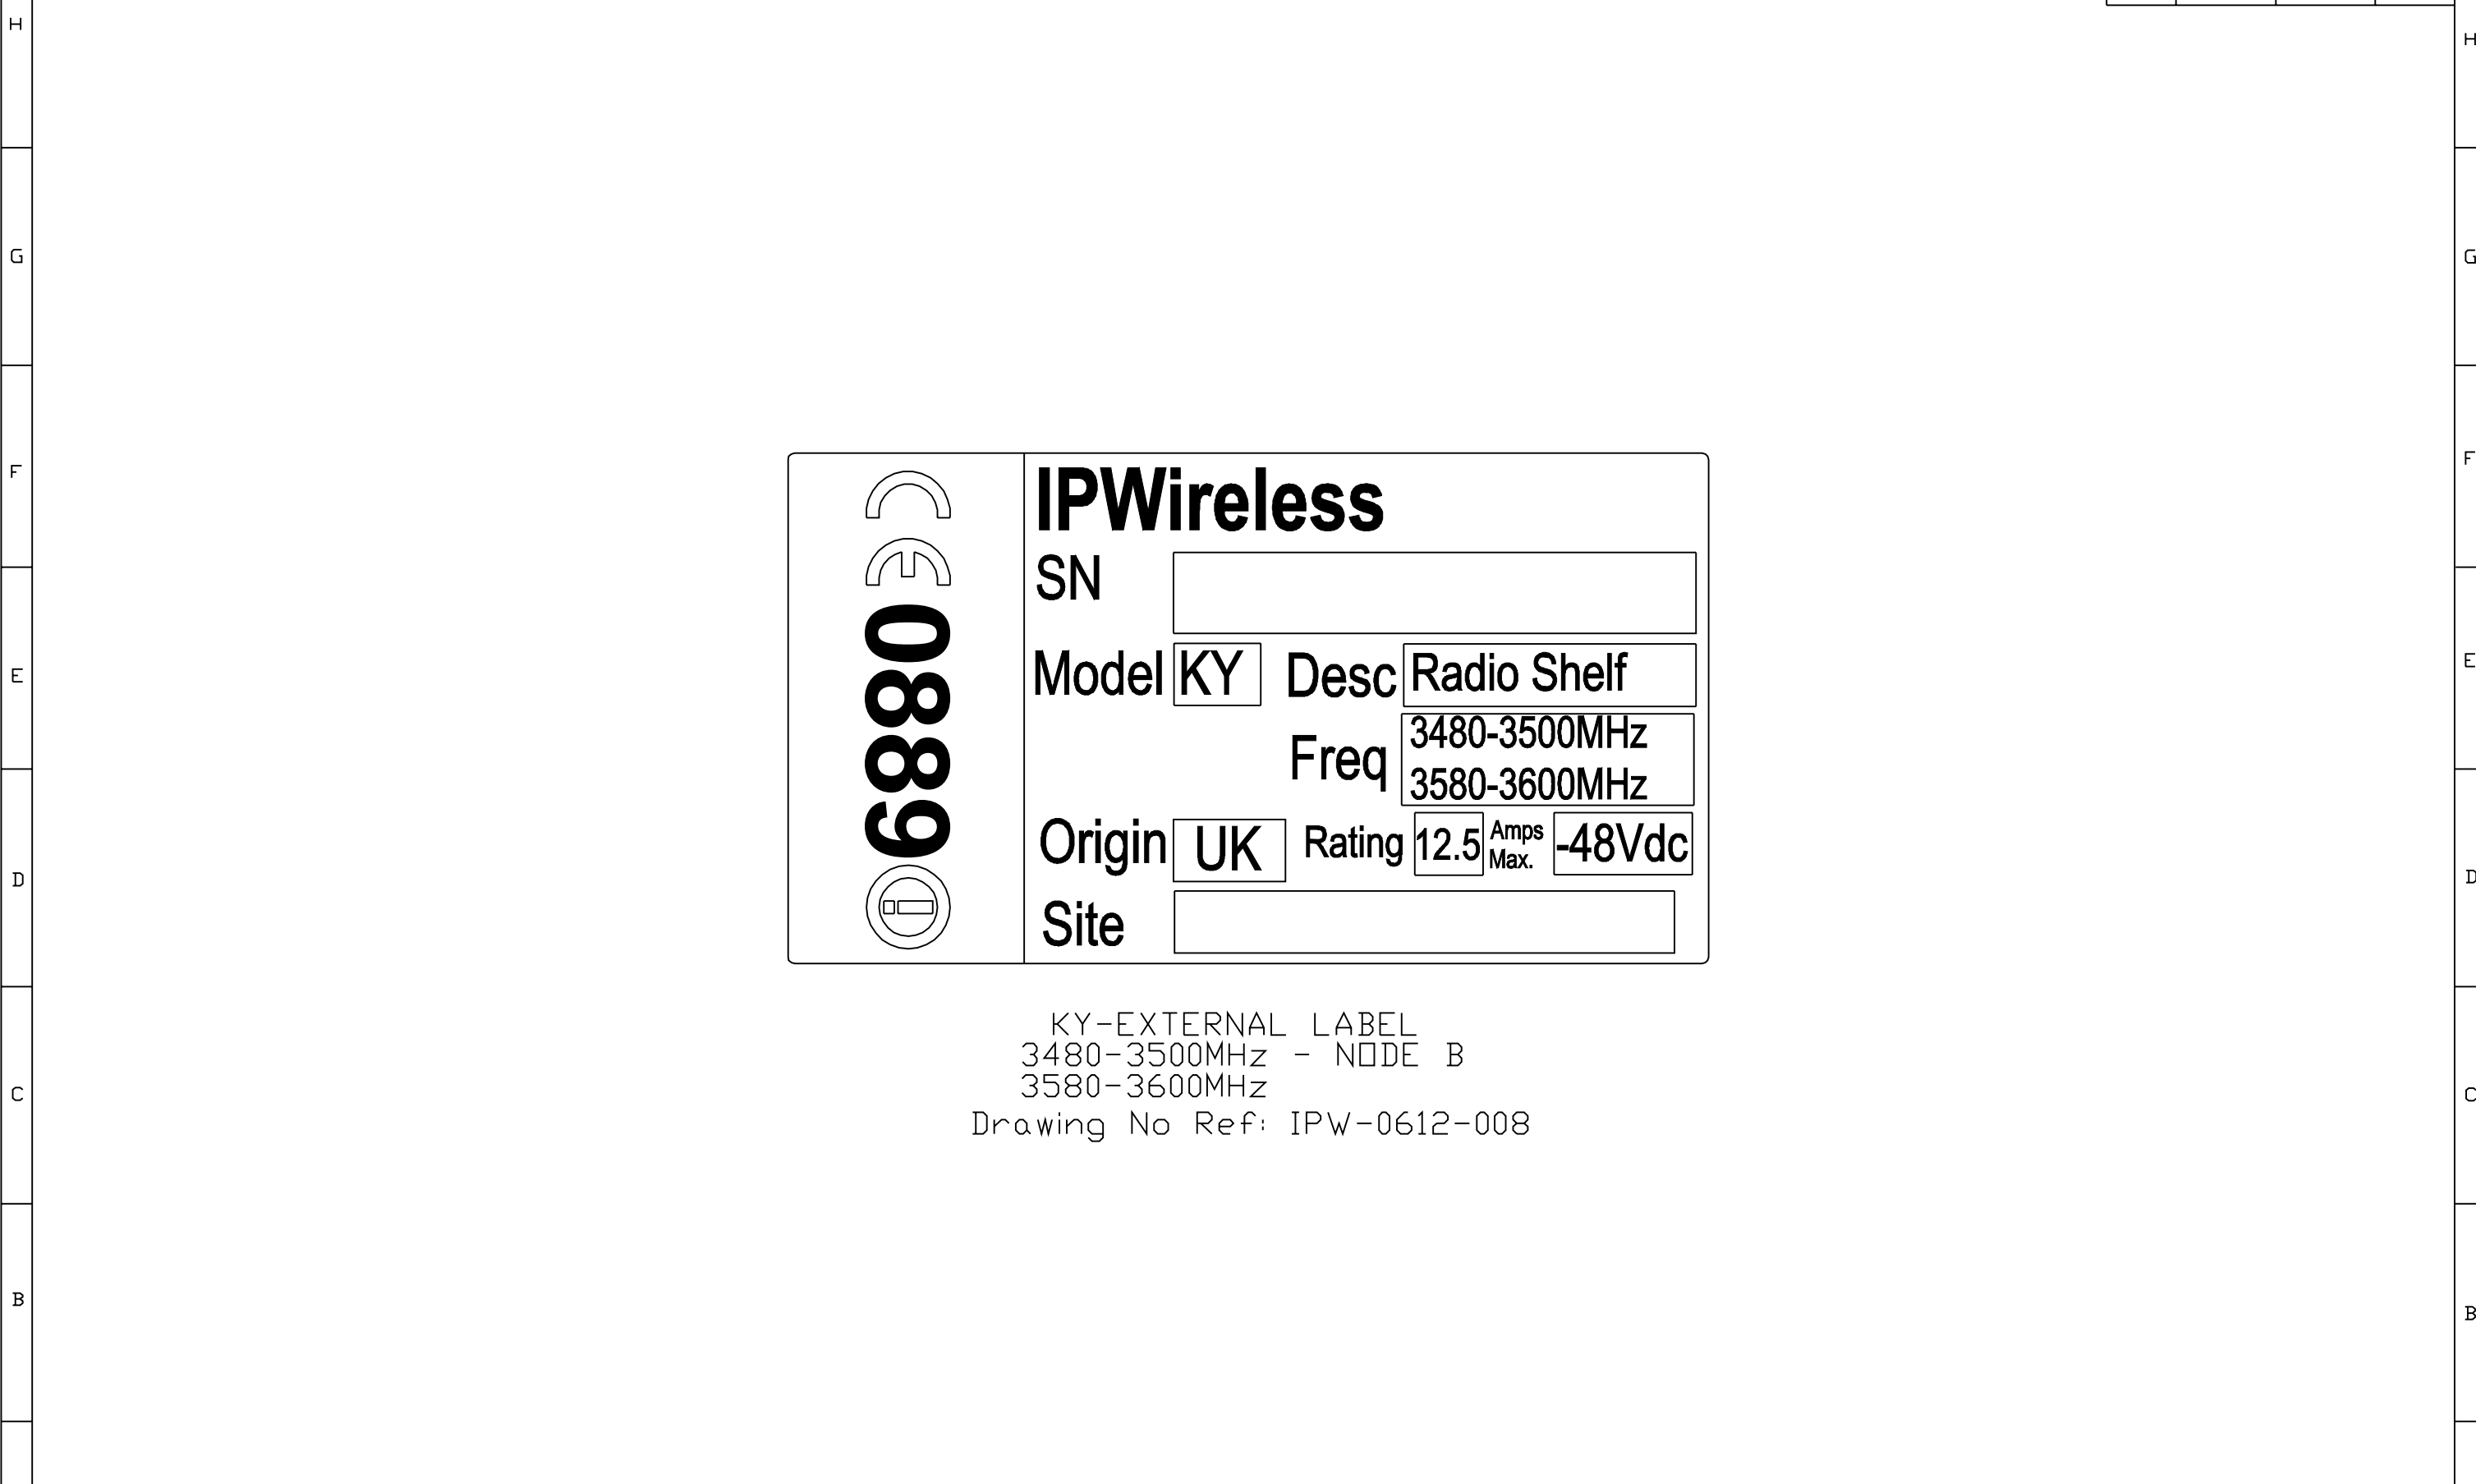 H
H
G
G
F
F
E
E
D
D
C
C
B
B
CE0889!
IPWireless
SN
Model KY Desc Radio Shelf
Freq 3480-3500MHz
3580-3600MHz
Origin UK Rating 12.5 Amps Max. -48Vdc
Site
KY-EXTERNAL LABEL
3480-3500MHz - NODE B
3580-3600MHz
Drawing No Ref: IPW-0612-008